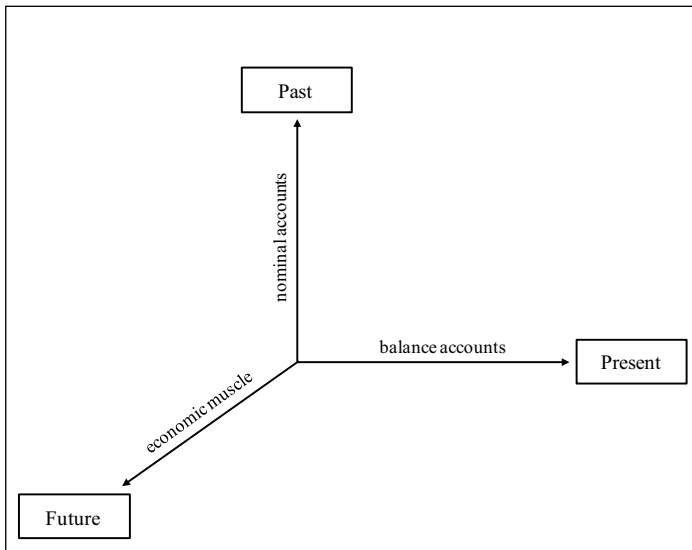 Past
nominal accounts
balance accounts
Present
economic muscle
Future